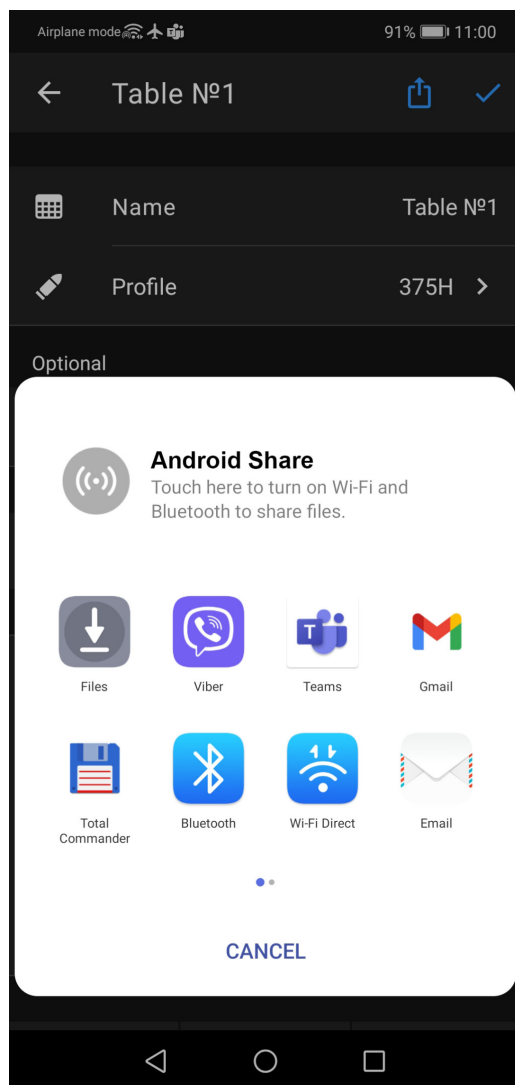 Airplane mode 91% 11:00
Table №1
Name Table №1
Profile 375H
Optional
Android Share
Touch here to turn on Wi-Fi and
Bluetooth to share files.
Files Viber Teams Gmail
Total
Commander Bluetooth Wi-Fi Direct Email
CANCEL